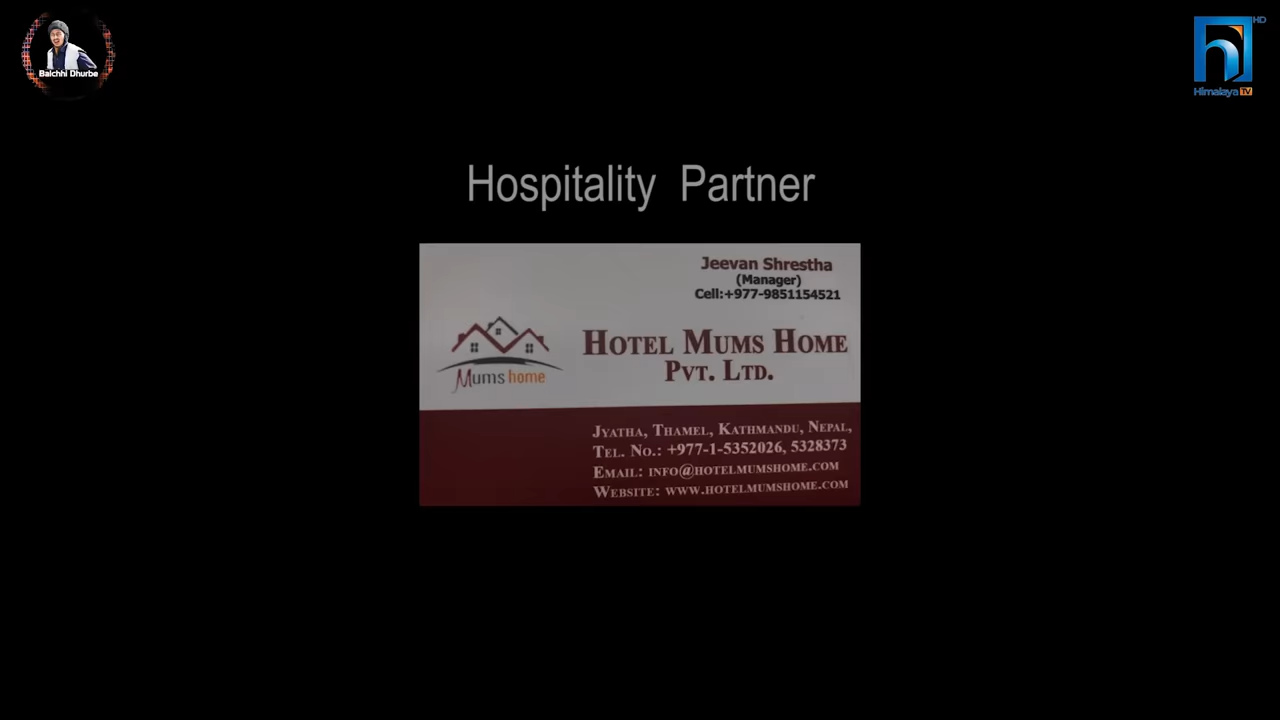 Baichhi Dhurbe
HD
Himalaya TV
Hospitality Partner
Jeevan Shrestha
(Manager)
Cell:+977-9851154521
HOTEL MUMS HOME
PVT. LTD.
Mums home
JYATHA, THAMEL, KATHMANDU, NEPAL,
TEL. NO.: +977-1-5352026, 5328373
EMAIL: INFO@HOTELMUMSHOME.COM
WEBSITE: WWW.HOTELMUMSHOME.COM